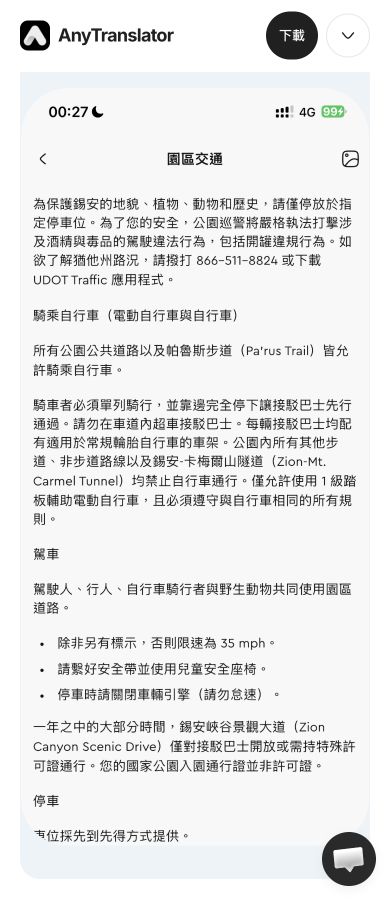 AnyTranslator
下載
00:27
4G 99
園區交通
為保護錫安的地貌、植物、動物和歷史，請僅停放於指
定停車位。為了您的安全，公園巡警將嚴格執法打擊涉
及酒精與毒品的駕駛違法行為，包括開罐違規行為。如
欲了解猶他州路況，請撥打 866-511-8824 或下載
UDOT Traffic 應用程式。
騎乘自行車（電動自行車與自行車）
所有公園公共道路以及帕魯斯步道（Pa'rus Trail）皆允
許騎乘自行車。
騎車者必須單列騎行，並靠邊完全停下讓接駁巴士先行
通過。請勿在車道內超車接駁巴士。每輛接駁巴士均配
有適用於常規輪胎自行車的車架。公園內所有其他步
道、非步道路線以及錫安-卡梅爾山隧道（Zion-Mt.
Carmel Tunnel）均禁止自行車通行。僅允許使用 1 級踏
板輔助電動自行車，且必須遵守與自行車相同的所有規
則。
駕車
駕駛人、行人、自行車騎行者與野生動物共同使用園區
道路。
• 除非另有標示，否則限速為 35 mph。
• 請繫好安全帶並使用兒童安全座椅。
• 停車時請關閉車輛引擎（請勿怠速）。
一年之中的大部分時間，錫安峽谷景觀大道（Zion
Canyon Scenic Drive）僅對接駁巴士開放或需持特殊許
可證通行。您的國家公園入園通行證並非許可證。
停車
車位採先到先得方式提供。